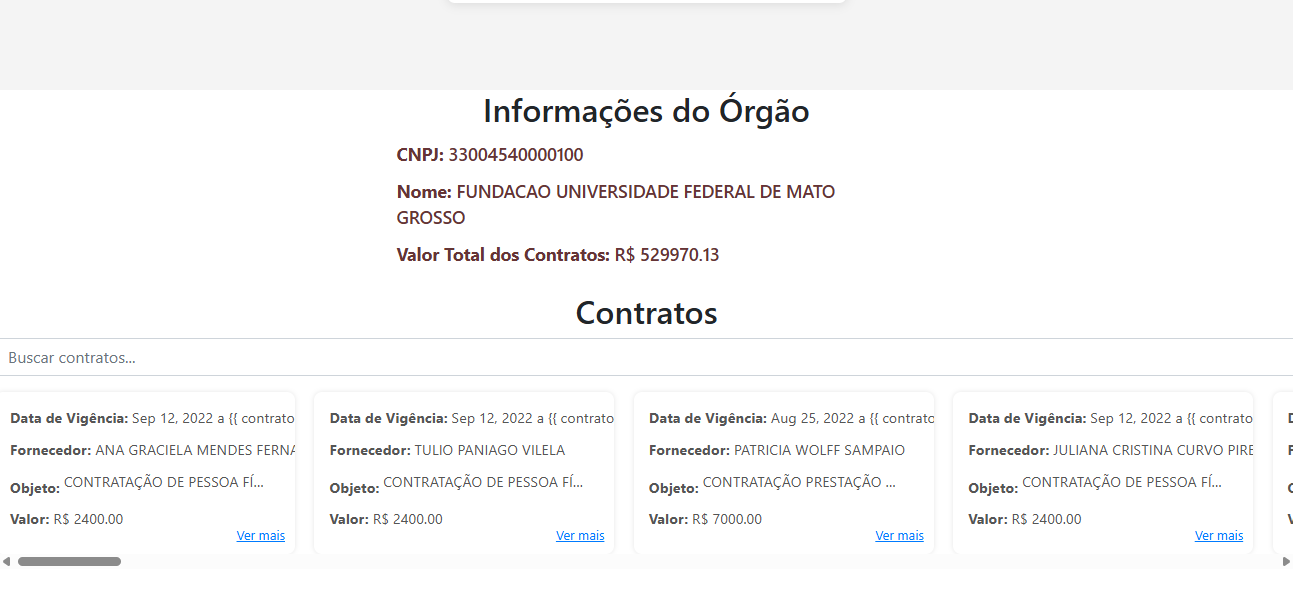 Informações do Órgão
CNPJ: 33004540000100
Nome: FUNDACAO UNIVERSIDADE FEDERAL DE MATO
GROSSO
Valor Total dos Contratos: R$ 529970.13
Contratos
Buscar contratos...
Data de Vigência: Sep 12, 2022 a {{ contrato
Fornecedor: ANA GRACIELA MENDES FERNA
Objeto: CONTRATAÇÃO DE PESSOA FÍ...
Valor: R$ 2400.00
Ver mais
Data de Vigência: Sep 12, 2022 a {{ contrato
Fornecedor: TULIO PANIAGO VILELA
Objeto: CONTRATAÇÃO DE PESSOA FÍ...
Valor: R$ 2400.00
Ver mais
Data de Vigência: Aug 25, 2022 a {{ contrato
Fornecedor: PATRICIA WOLFF SAMPAIO
Objeto: CONTRATAÇÃO PRESTAÇÃO ...
Valor: R$ 7000.00
Ver mais
Data de Vigência: Sep 12, 2022 a {{ contrato
Fornecedor: JULIANA CRISTINA CURVO PIRE
Objeto: CONTRATAÇÃO DE PESSOA FÍ...
Valor: R$ 2400.00
Ver mais